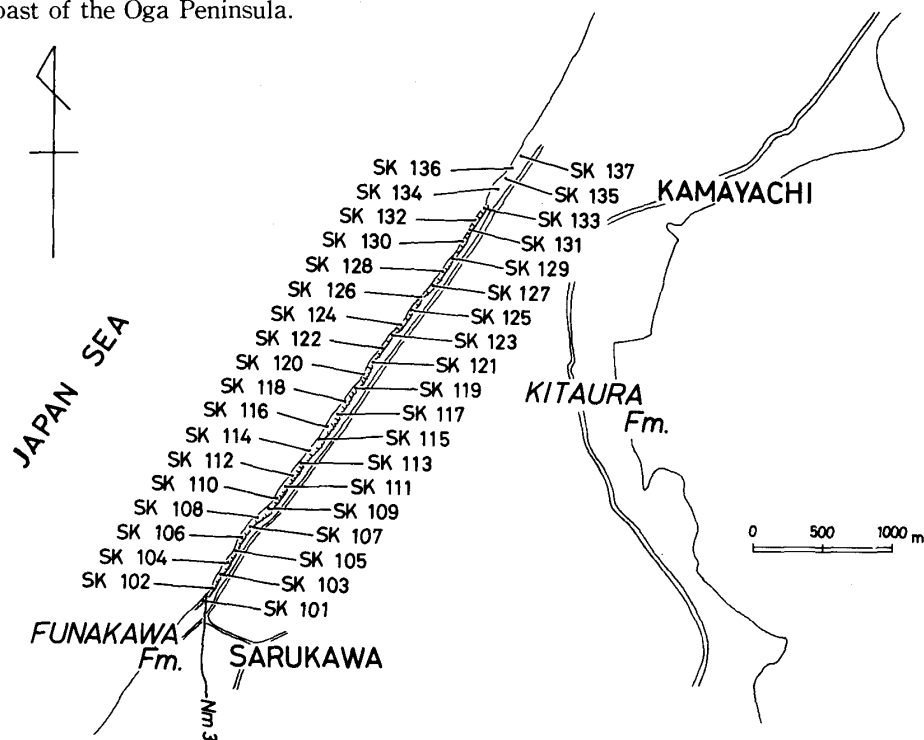 oast of the Oga Peninsula.
SK 136
SK 137
SK 134
SK 135
KAMAYACHI
SK 132
SK 133
SK 130
SK 131
SK 128
SK 129
SK 126
SK 127
SK 124
SK 125
SK 122
SK 123
SK 120
SK 121
SK 118
SK 119
KITAURA
Fm.
JAPAN SEA
SK 116
SK 117
SK 114
SK 115
SK 112
SK 113
SK 110
SK 111
SK 108
SK 109
SK 106
SK 107
0 500 1000 m
SK 104
SK 105
SK 102
SK 103
SK 101
FUNAKAWA
Fm.
SARUKAWA
Nm 3